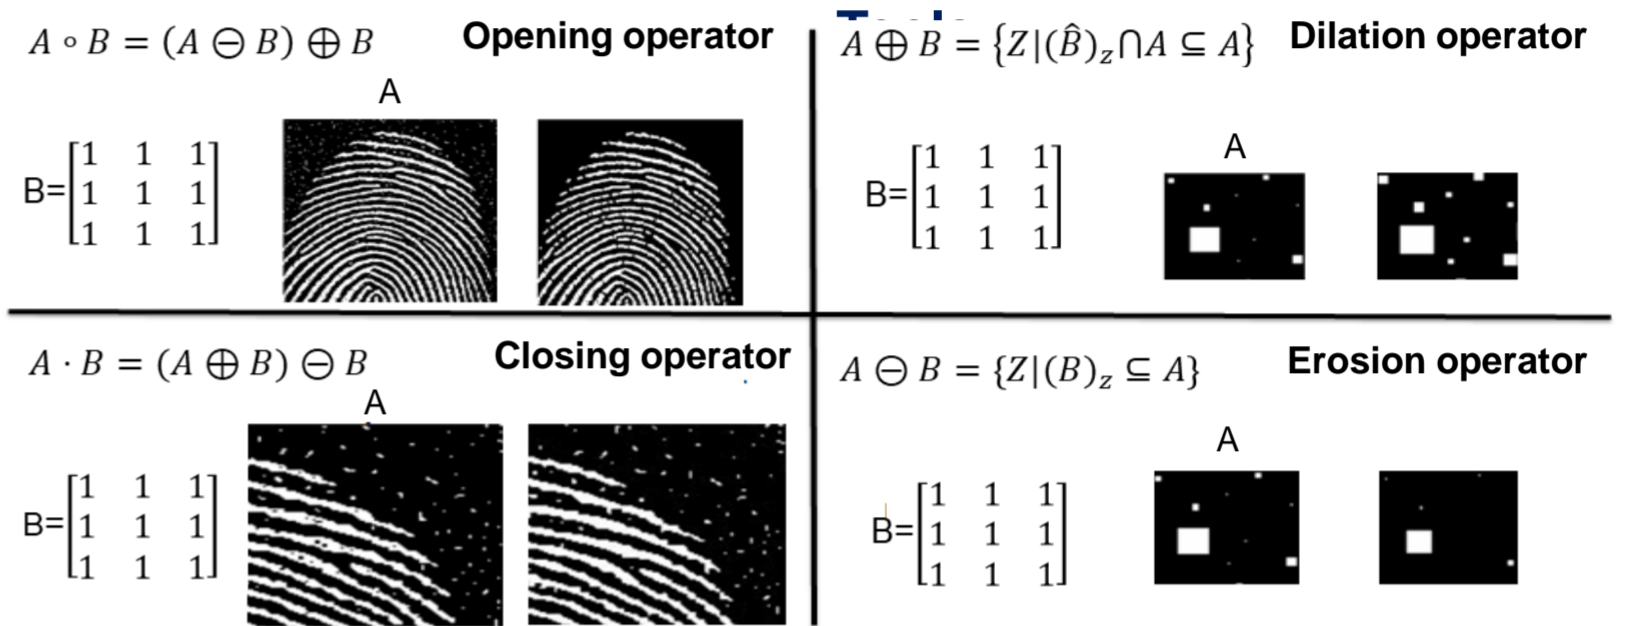 A ∘ B = (A ⊖ B) ⊕ B
Opening operator
A
B=[1 1 1
1 1 1
1 1 1]
A ⊕ B = {Z|(B̂)z⋂A ⊆ A}
Dilation operator
A
B=[1 1 1
1 1 1
1 1 1]
A · B = (A ⊕ B) ⊖ B
Closing operator
A
B=[1 1 1
1 1 1
1 1 1]
A ⊖ B = {Z|(B)z ⊆ A}
Erosion operator
A
B=[1 1 1
1 1 1
1 1 1]